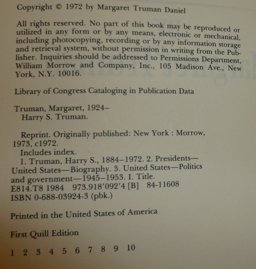 Copyright © 1972 by Margaret Truman Daniel
All rights reserved. No part of this book may be reproduced or
utilized in any form or by any means, electronic or mechanical,
including photocopying, recording or by any information storage
and retrieval system, without permission in writing from the Pub-
lisher. Inquiries should be addressed to Permissions Department,
William Morrow and Company, Inc., 105 Madison Ave., New
York, N.Y. 10016.
Library of Congress Cataloging in Publication Data
Truman, Margaret, 1924–
Harry S. Truman.
Reprint. Originally published: New York : Morrow,
1973, c1972.
Includes index.
1. Truman, Harry S., 1884–1972. 2. Presidents—
United States—Biography. 3. United States—Politics
and government—1945–1953. I. Title.
E814.T8 1984 973.918'092'4 [B] 84-11608
ISBN 0-688-03924-3 (pbk.)
Printed in the United States of America
First Quill Edition
1 2 3 4 5 6 7 8 9 10